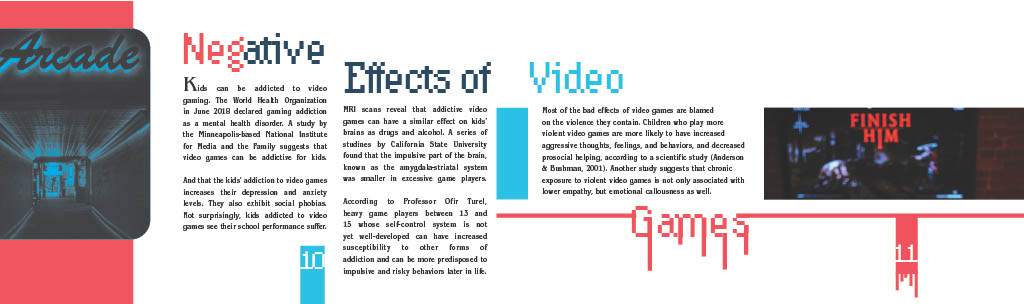 Arcade
Negative
Kids can be addicted to video
gaming. The World Health Organization
in June 2018 declared gaming addiction
as a mental health disorder. A study by
the Minneapolis-based National Institute
for Media and the Family suggests that
video games can be addictive for kids.
And that the kids' addiction to video games
increases their depression and anxiety
levels. They also exhibit social phobias.
Not surprisingly, kids addicted to video
games see their school performance suffer.
10
Effects of
MRI scans reveal that addictive video
games can have a similar effect on kids'
brains as drugs and alcohol. A series of
studines by California State University
found that the impulsive part of the brain,
known as the amygdala-striatal system
was smaller in excessive game players.
According to Professor Ofir Turel,
heavy game players between 13 and
15 whose self-control system is not
yet well-developed can have increased
susceptibility to other forms of
addiction and can be more predisposed to
impulsive and risky behaviors later in life.
Video
Most of the bad effects of video games are blamed
on the violence they contain. Children who play more
violent video games are more likely to have increased
aggressive thoughts, feelings, and behaviors, and decreased
prosocial helping, according to a scientific study (Anderson
& Bushman, 2001). Another study suggests that chronic
exposure to violent video games is not only associated with
lower empathy, but emotional callousness as well.
Games
FINISH
HIM
11